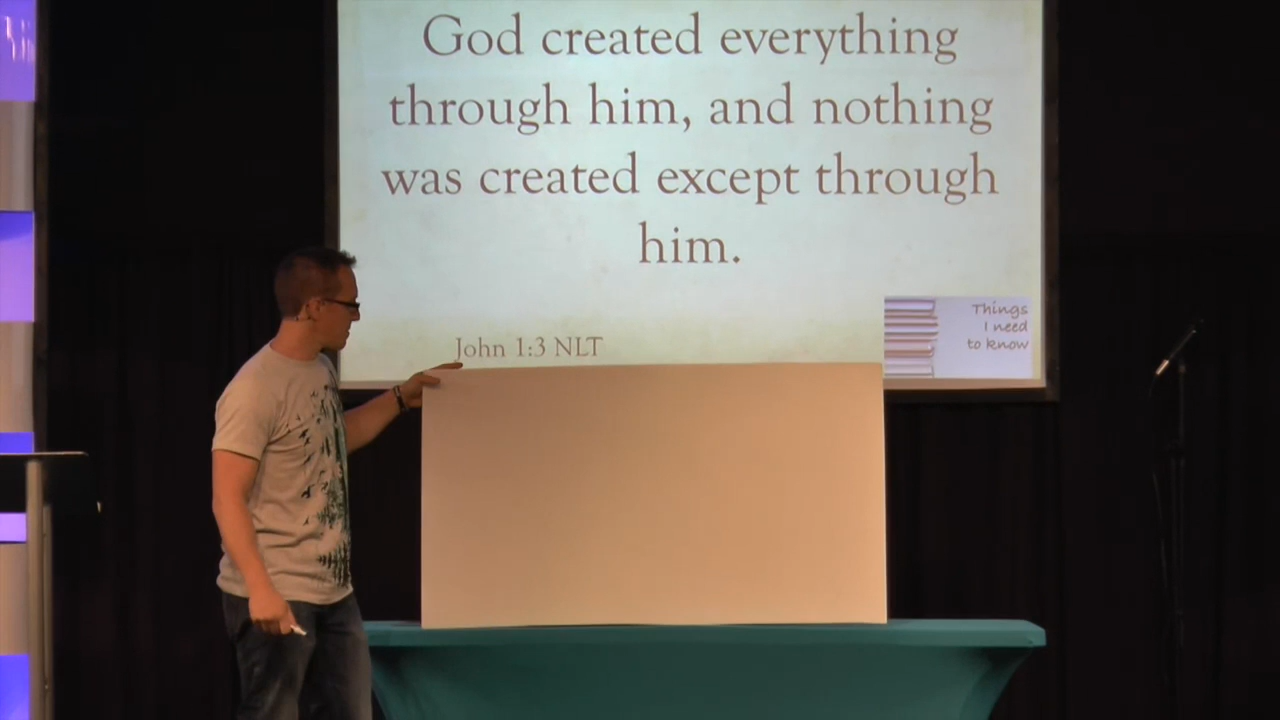 God created everything
through him, and nothing
was created except through
him.
John 1:3 NLT
Things
I need
to know